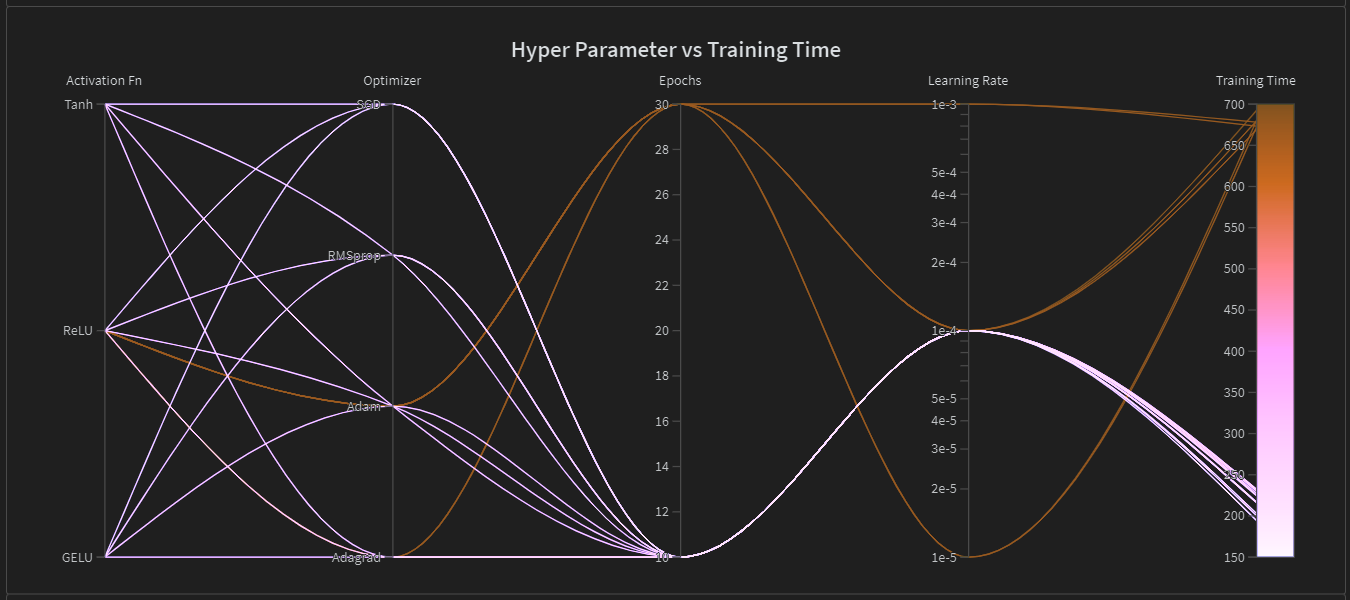 Hyper Parameter vs Training Time
Activation Fn Optimizer Epochs Learning Rate Training Time
Tanh SGD 30 1e-3 700
28 650
5e-4
26 4e-4 600
3e-4
24 550
RMSprop 2e-4 500
22 450
ReLU 20 1e-4 400
18 350
Adam 5e-5
16 4e-5 300
3e-5
14 250
2e-5
12 200
GELU Adagrad 10 1e-5 150